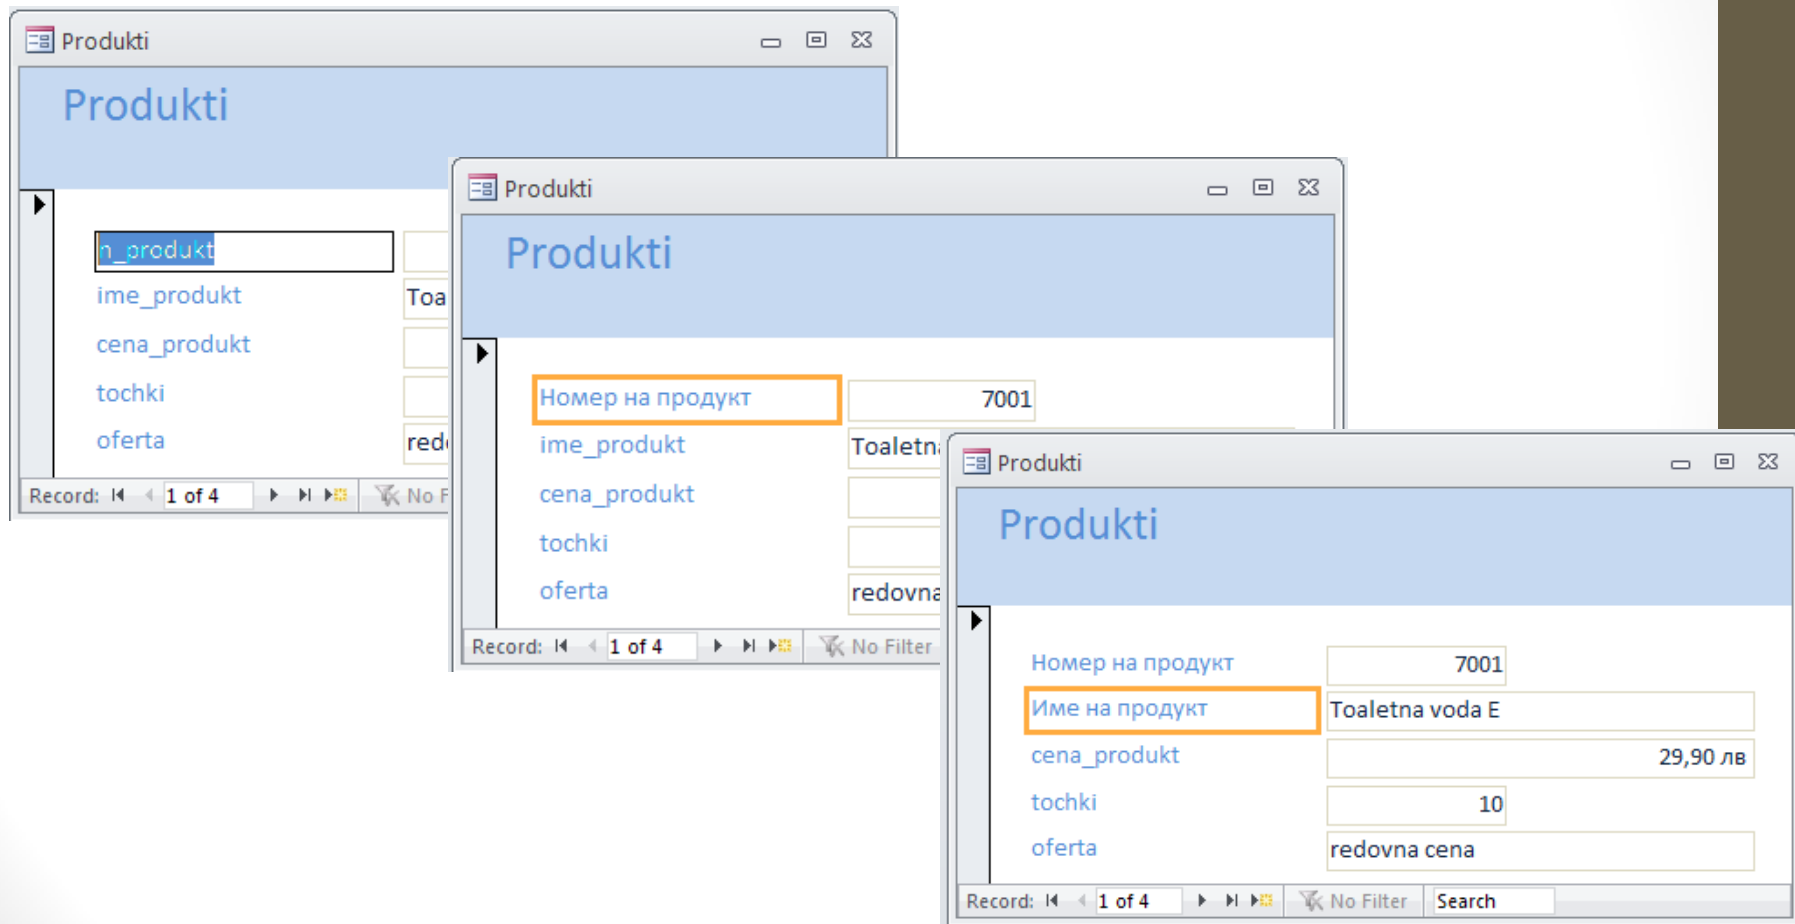 Produkti
Produkti
n_produkt
ime_produkt Toa
cena_produkt
tochki
oferta
Record: 1 of 4 No F
Produkti
Produkti
Номер на продукт 7001
ime_produkt Toaletna
cena_produkt
tochki
oferta redovna
Record: 1 of 4 No Filter
Produkti
Produkti
Номер на продукт 7001
Име на продукт Toaletna voda E
cena_produkt 29,90 лв
tochki 10
oferta redovna cena
Record: 1 of 4 No Filter Search